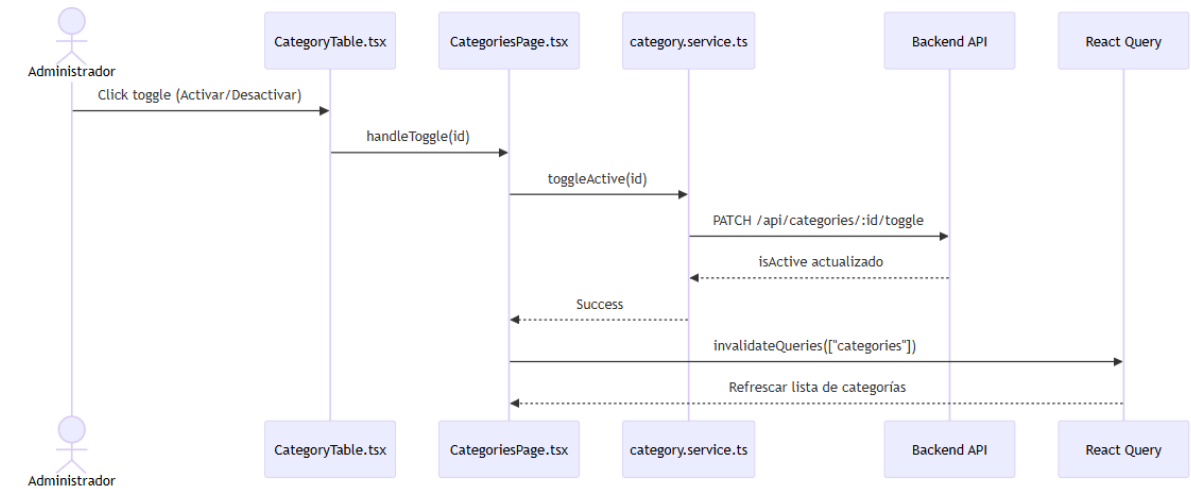 Administrador
CategoryTable.tsx
CategoriesPage.tsx
category.service.ts
Backend API
React Query
Click toggle (Activar/Desactivar)
handleToggle(id)
toggleActive(id)
PATCH /api/categories/:id/toggle
isActive actualizado
Success
invalidateQueries(["categories"])
Refrescar lista de categorías
Administrador
CategoryTable.tsx
CategoriesPage.tsx
category.service.ts
Backend API
React Query